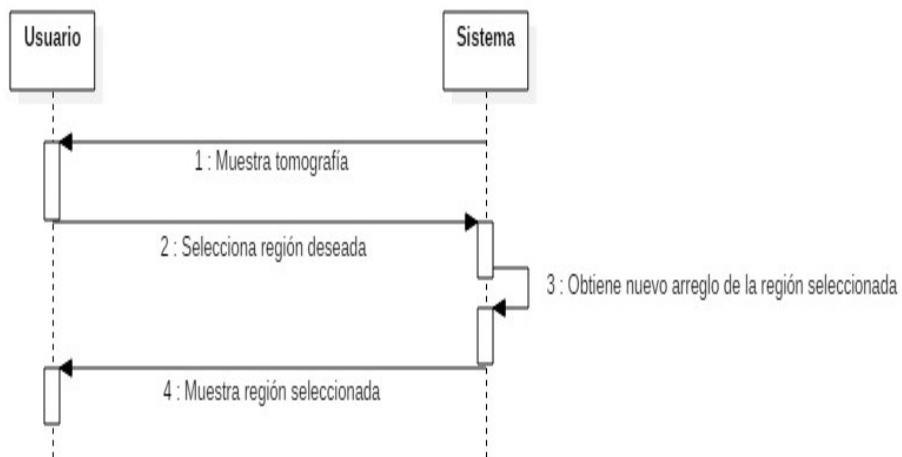 Usuario
Sistema
1 : Muestra tomografía
2 : Selecciona región deseada
3 : Obtiene nuevo arreglo de la región seleccionada
4 : Muestra región seleccionada